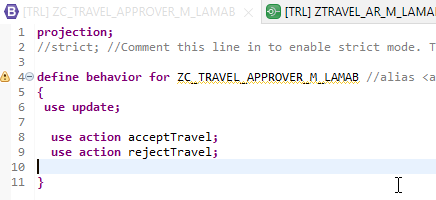 [TRL] ZC_TRAVEL_APPROVER_M_LAMAB
[TRL] ZTRAVEL_AR_M_LAMA
1 projection;
2 //strict; //Comment this line in to enable strict mode. T
3
4 define behavior for ZC_TRAVEL_APPROVER_M_LAMAB //alias <a
5 {
6 use update;
7
8 use action acceptTravel;
9 use action rejectTravel;
10
11 }